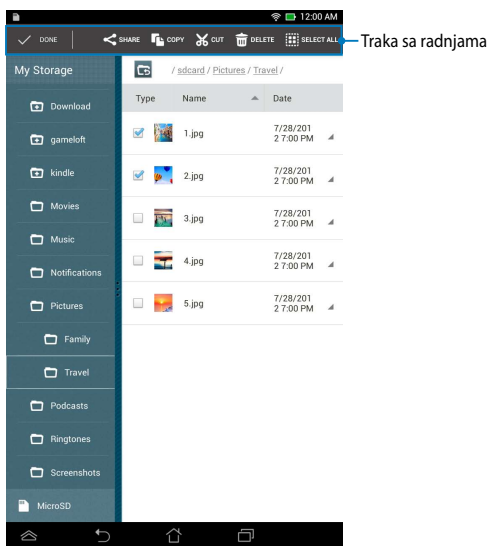 12:00 AM
DONE SHARE COPY CUT DELETE SELECT ALL
Traka sa radnjama
My Storage
Download
gameloft
kindle
Movies
Music
Notifications
Pictures
Family
Travel
Podcasts
Ringtones
Screenshots
MicroSD
/ sdcard / Pictures / Travel /
Type Name Date
1.jpg 7/28/201
2 7:00 PM
2.jpg 7/28/201
2 7:00 PM
3.jpg 7/28/201
2 7:00 PM
4.jpg 7/28/201
2 7:00 PM
5.jpg 7/28/201
2 7:00 PM